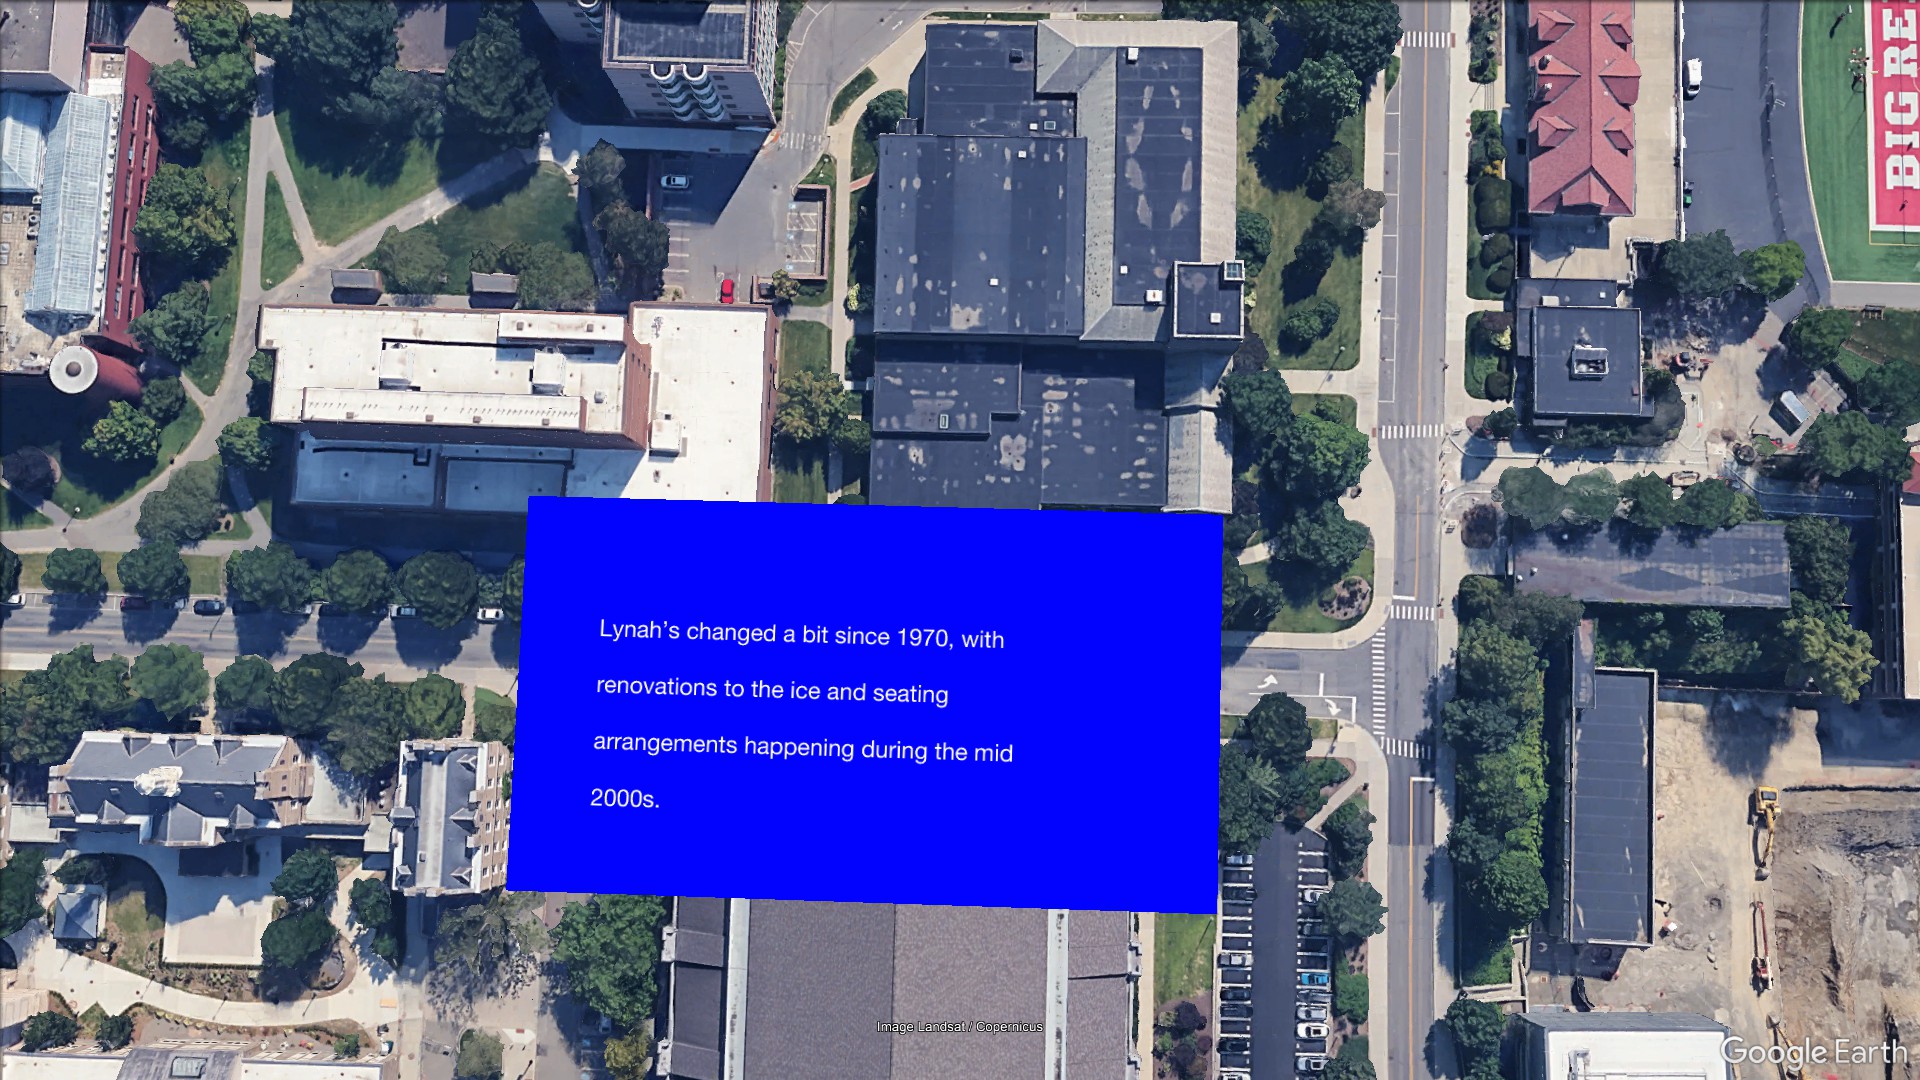 BIG RE
Lynah's changed a bit since 1970, with
renovations to the ice and seating
arrangements happening during the mid
2000s.
Image Landsat / Copernicus
Google Earth